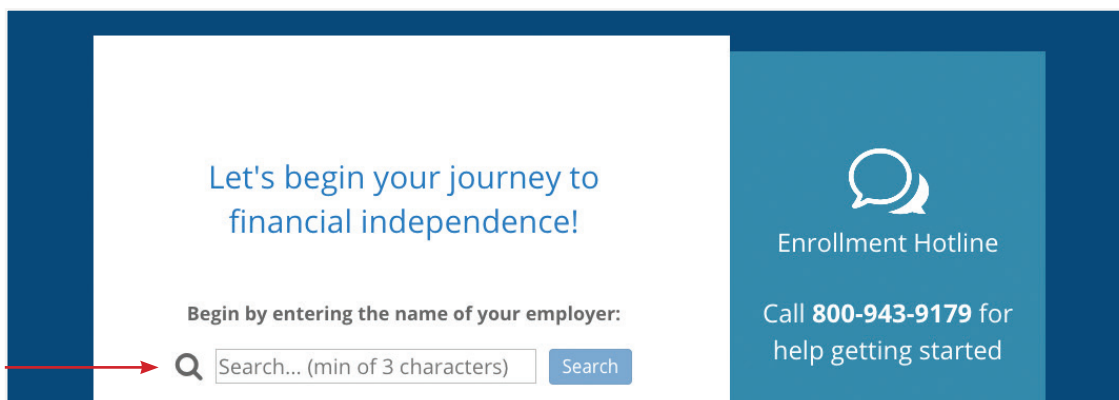 Let's begin your journey to
financial independence!
Begin by entering the name of your employer:
Search... (min of 3 characters)
Search
Enrollment Hotline
Call 800-943-9179 for
help getting started